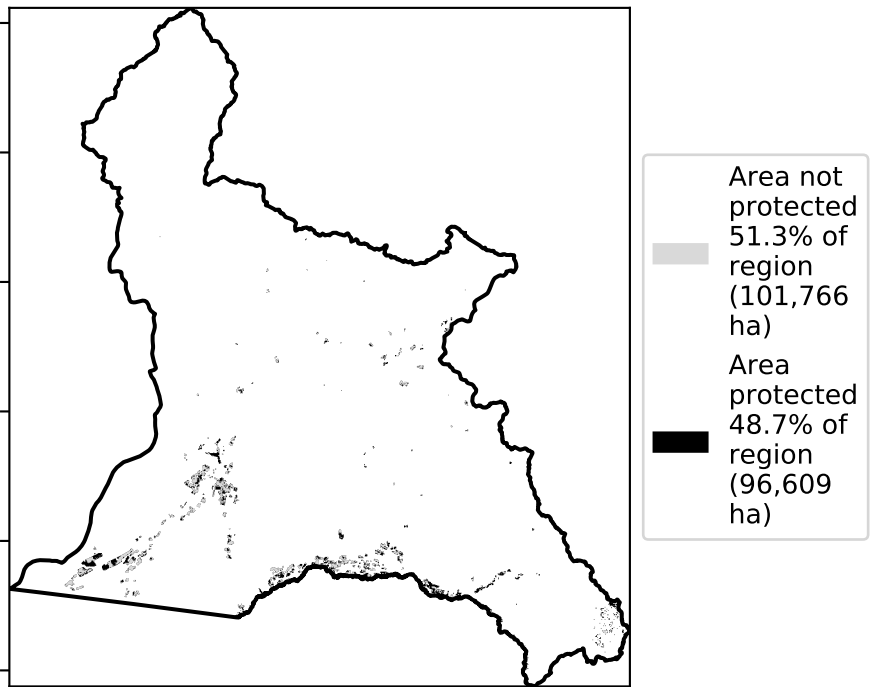 Area not
protected
51.3% of
region
(101,766
ha)
Area
protected
48.7% of
region
(96,609
ha)